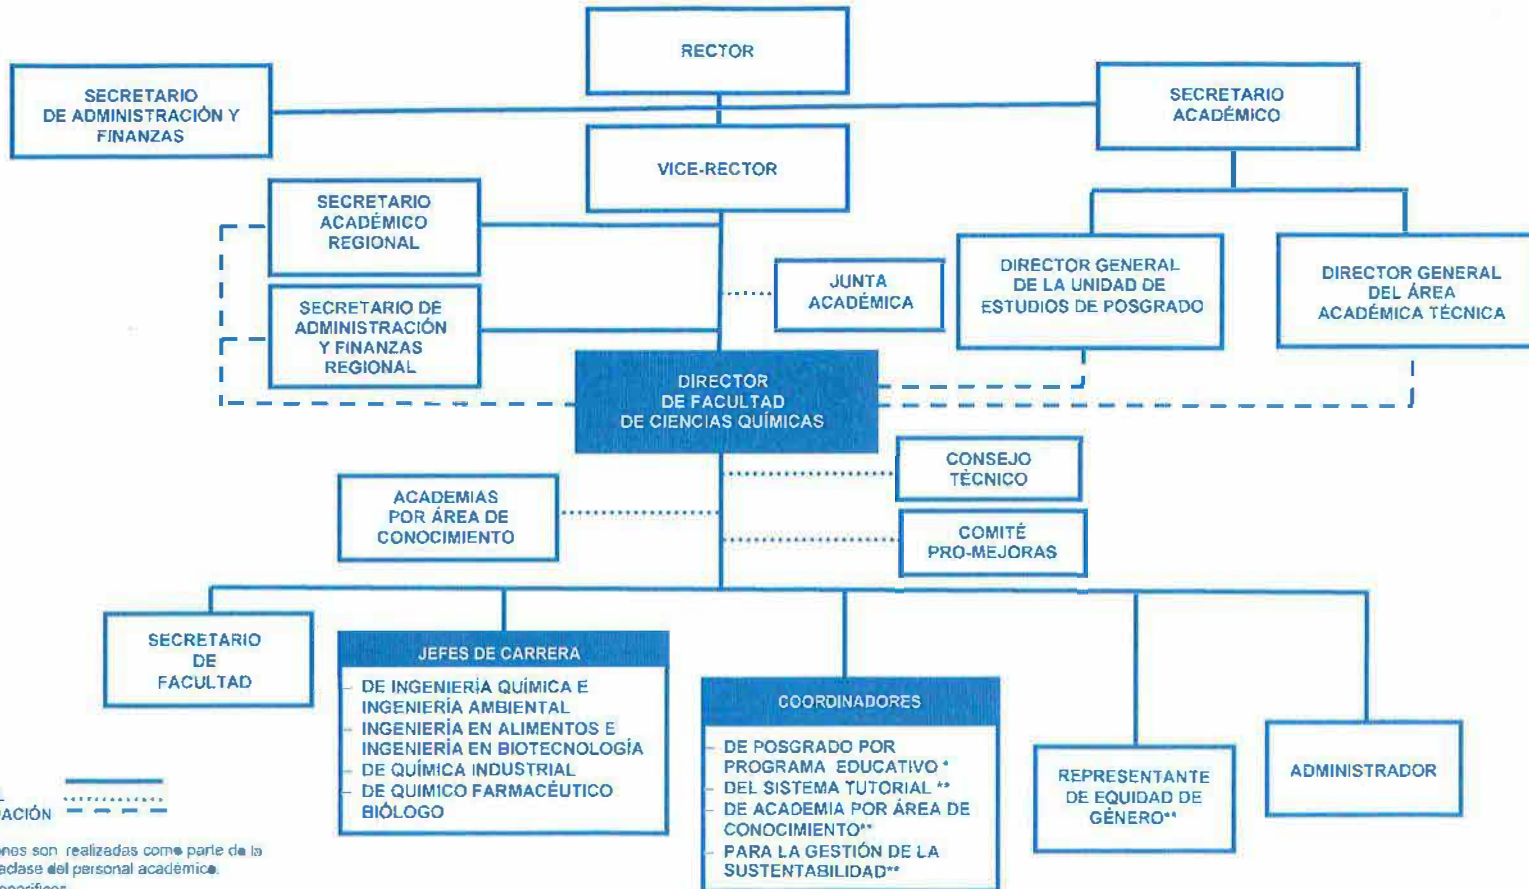 RECTOR
SECRETARIO
DE ADMINISTRACIÓN Y
FINANZAS
SECRETARIO
ACADÉMICO
VICE-RECTOR
SECRETARIO
ACADÉMICO
REGIONAL
SECRETARIO DE
ADMINISTRACIÓN
Y FINANZAS
REGIONAL
JUNTA
ACADÉMICA
DIRECTOR GENERAL
DE LA UNIDAD DE
ESTUDIOS DE POSGRADO
DIRECTOR GENERAL
DEL ÁREA
ACADÉMICA TÉCNICA
DIRECTOR
DE FACULTAD
DE CIENCIAS QUÍMICAS
CONSEJO
TÉCNICO
ACADEMIAS
POR ÁREA DE
CONOCIMIENTO
COMITÉ
PRO-MEJORAS
SECRETARIO
DE
FACULTAD
JEFES DE CARRERA
- DE INGENIERÍA QUÍMICA E
INGENIERÍA AMBIENTAL
- INGENIERÍA EN ALIMENTOS E
INGENIERÍA EN BIOTECNOLOGÍA
- DE QUÍMICA INDUSTRIAL
- DE QUIMICO FARMACÉUTICO
BIÓLOGO
COORDINADORES
- DE POSGRADO POR
PROGRAMA EDUCATIVO *
- DEL SISTEMA TUTORIAL **
- DE ACADEMIA POR ÁREA DE
CONOCIMIENTO**
- PARA LA GESTIÓN DE LA
SUSTENTABILIDAD**
REPRESENTANTE
DE EQUIDAD DE
GÉNERO**
ADMINISTRADOR
son realizadas como parte de la
del personal académico.